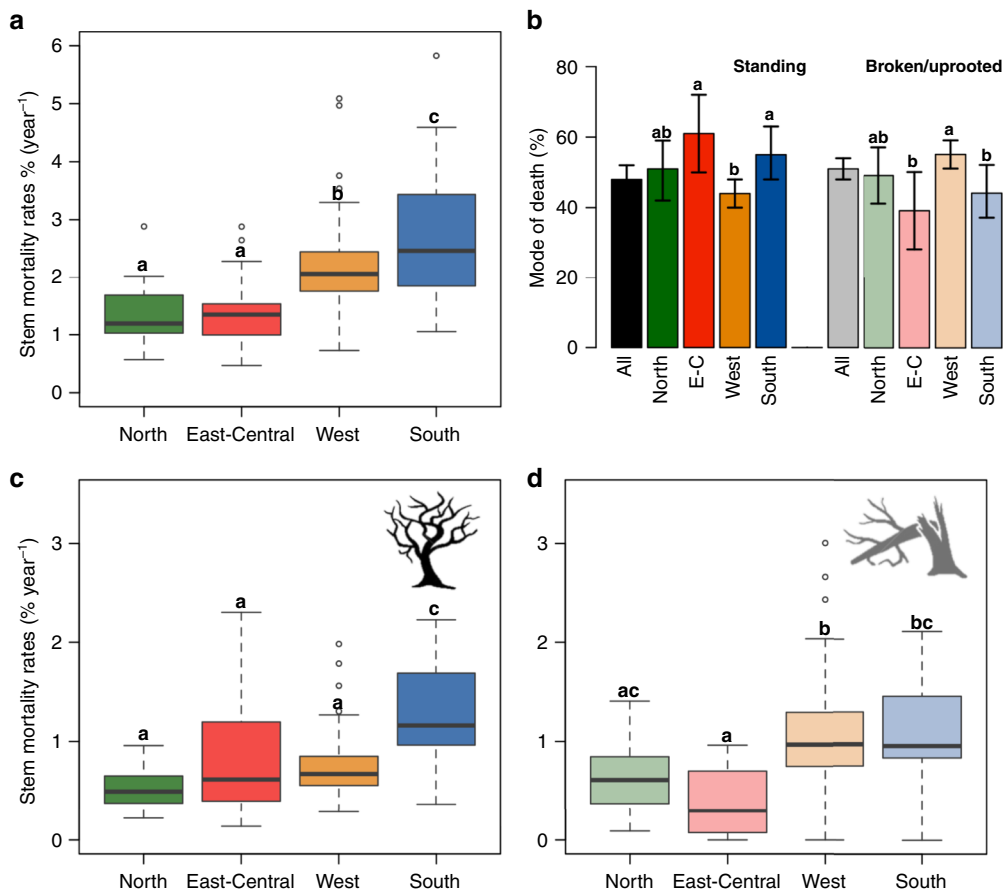 a
Stem mortality rates % (year⁻¹)
6
5
4
3
2
1
0
a
a
b
c
North
East-Central
West
South
b
Mode of death (%)
80
60
40
20
0
Standing
Broken/uprooted
ab
a
b
a
ab
b
a
b
All
North
E-C
West
South
All
North
E-C
West
South
c
Stem mortality rates (% year⁻¹)
3
2
1
0
a
a
a
c
North
East-Central
West
South
d
3
2
1
0
ac
a
b
bc
North
East-Central
West
South